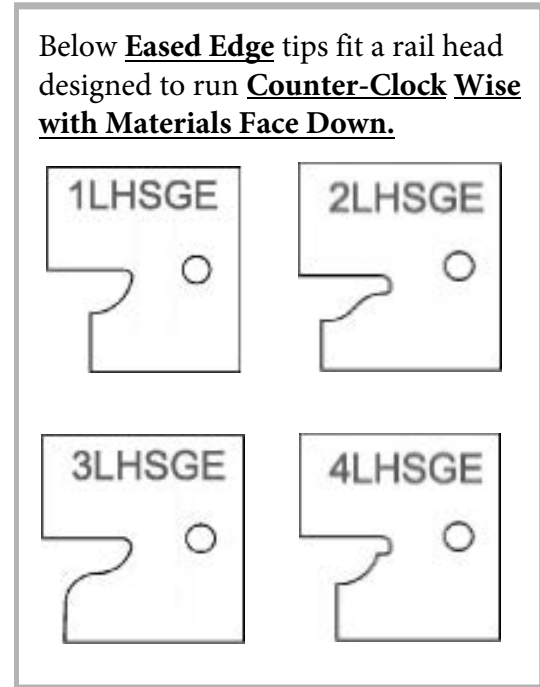 Below Eased Edge tips fit a rail head
designed to run Counter-Clock Wise
with Materials Face Down.
1LHSGE
2LHSGE
3LHSGE
4LHSGE